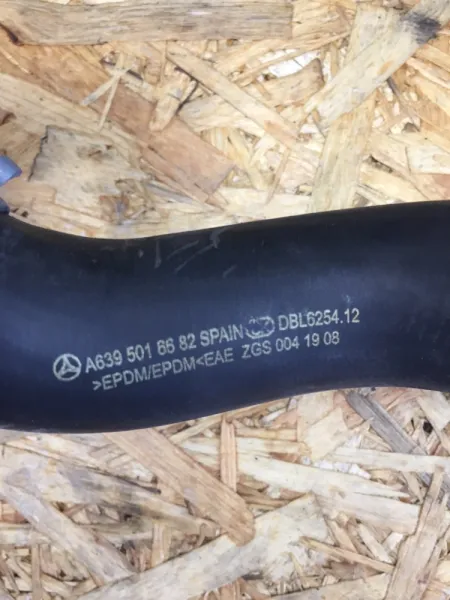 A639 501 86 82 SPAIN DBL6254.12
>EPDM/EPDM<EAE ZGS 004 19 08